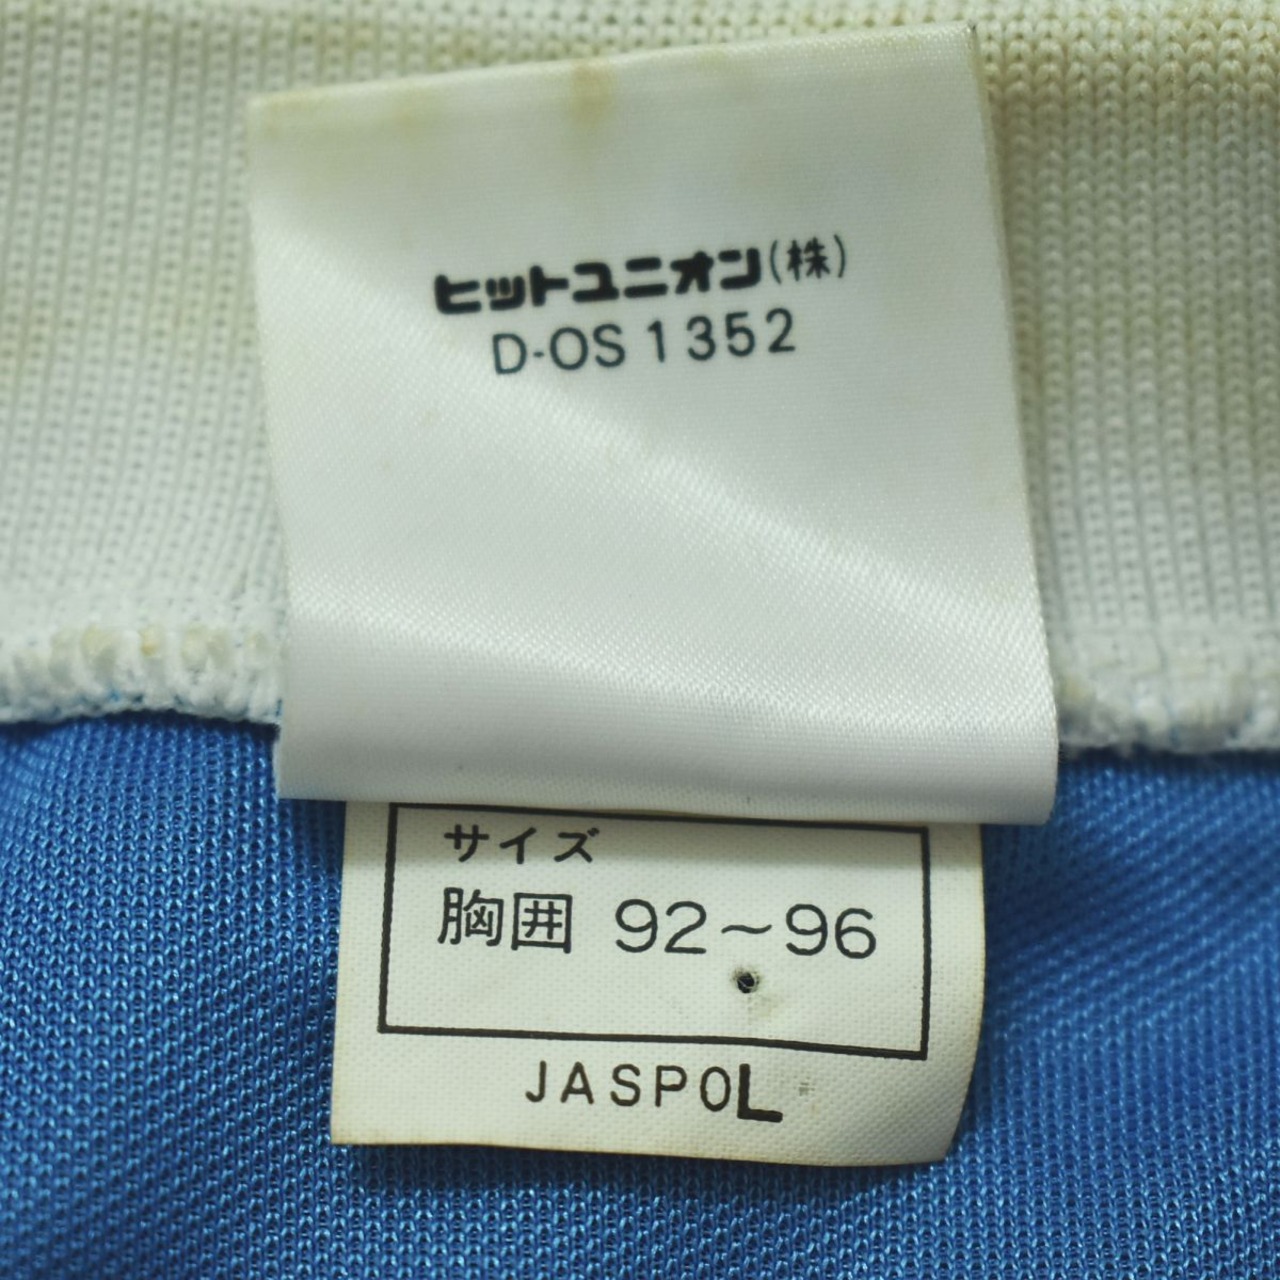 ヒットユニオン(株)
D-OS 1352
サイズ
胸囲 92~96
JASPO L